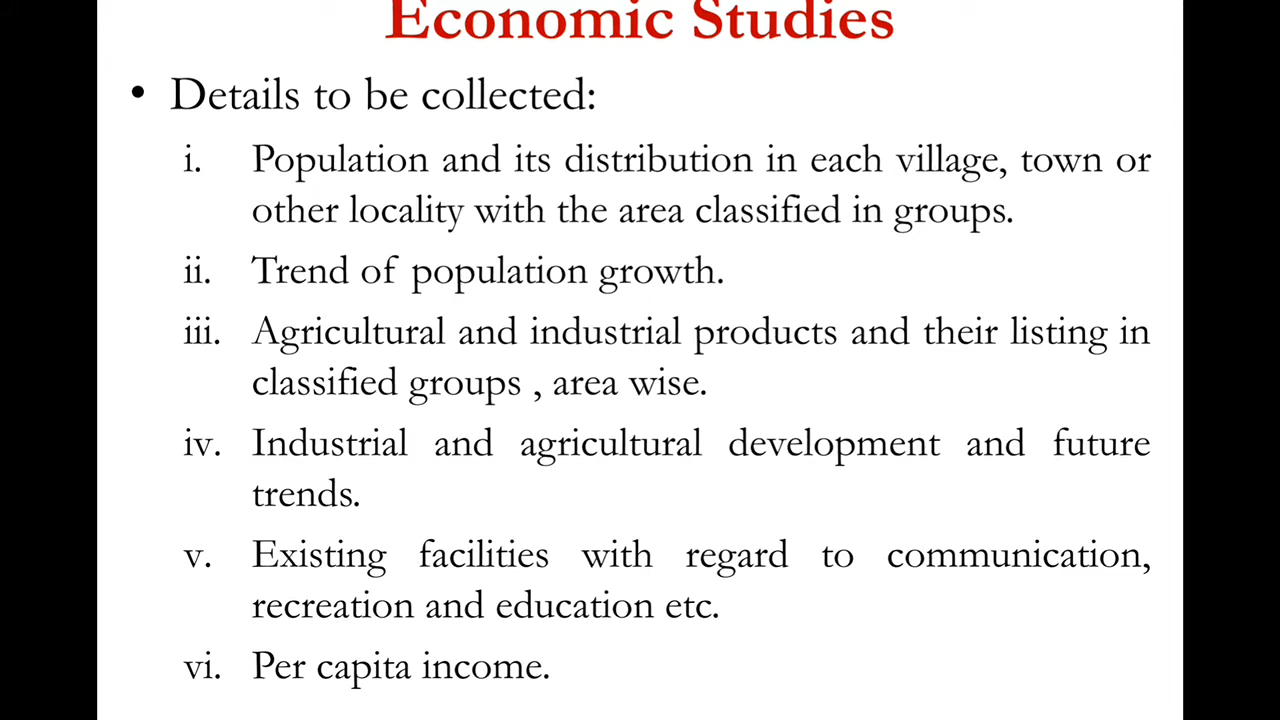 Economic Studies
• Details to be collected:
i. Population and its distribution in each village, town or
other locality with the area classified in groups.
ii. Trend of population growth.
iii. Agricultural and industrial products and their listing in
classified groups , area wise.
iv. Industrial and agricultural development and future
trends.
v. Existing facilities with regard to communication,
recreation and education etc.
vi. Per capita income.